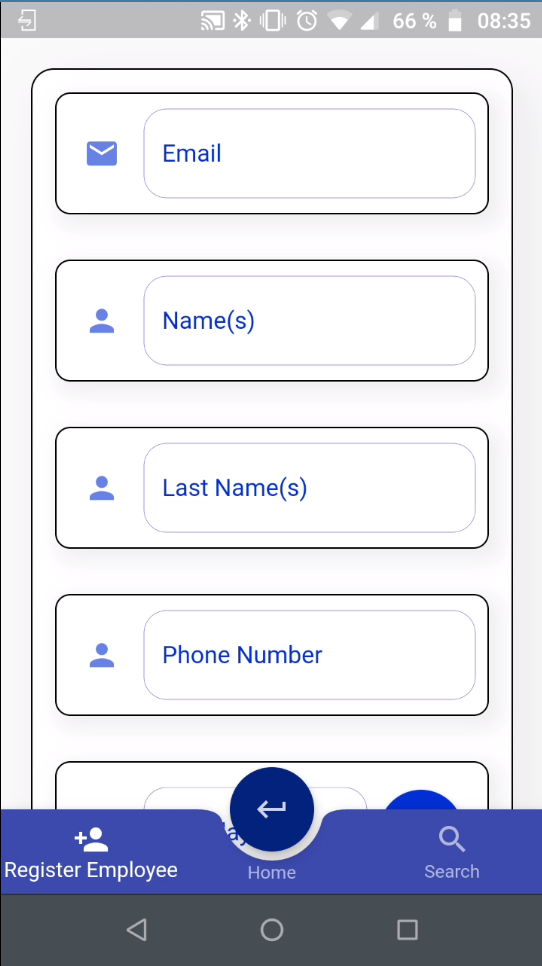 66 % 08:35
Email
Name(s)
Last Name(s)
Phone Number
Register Employee
Home
Search